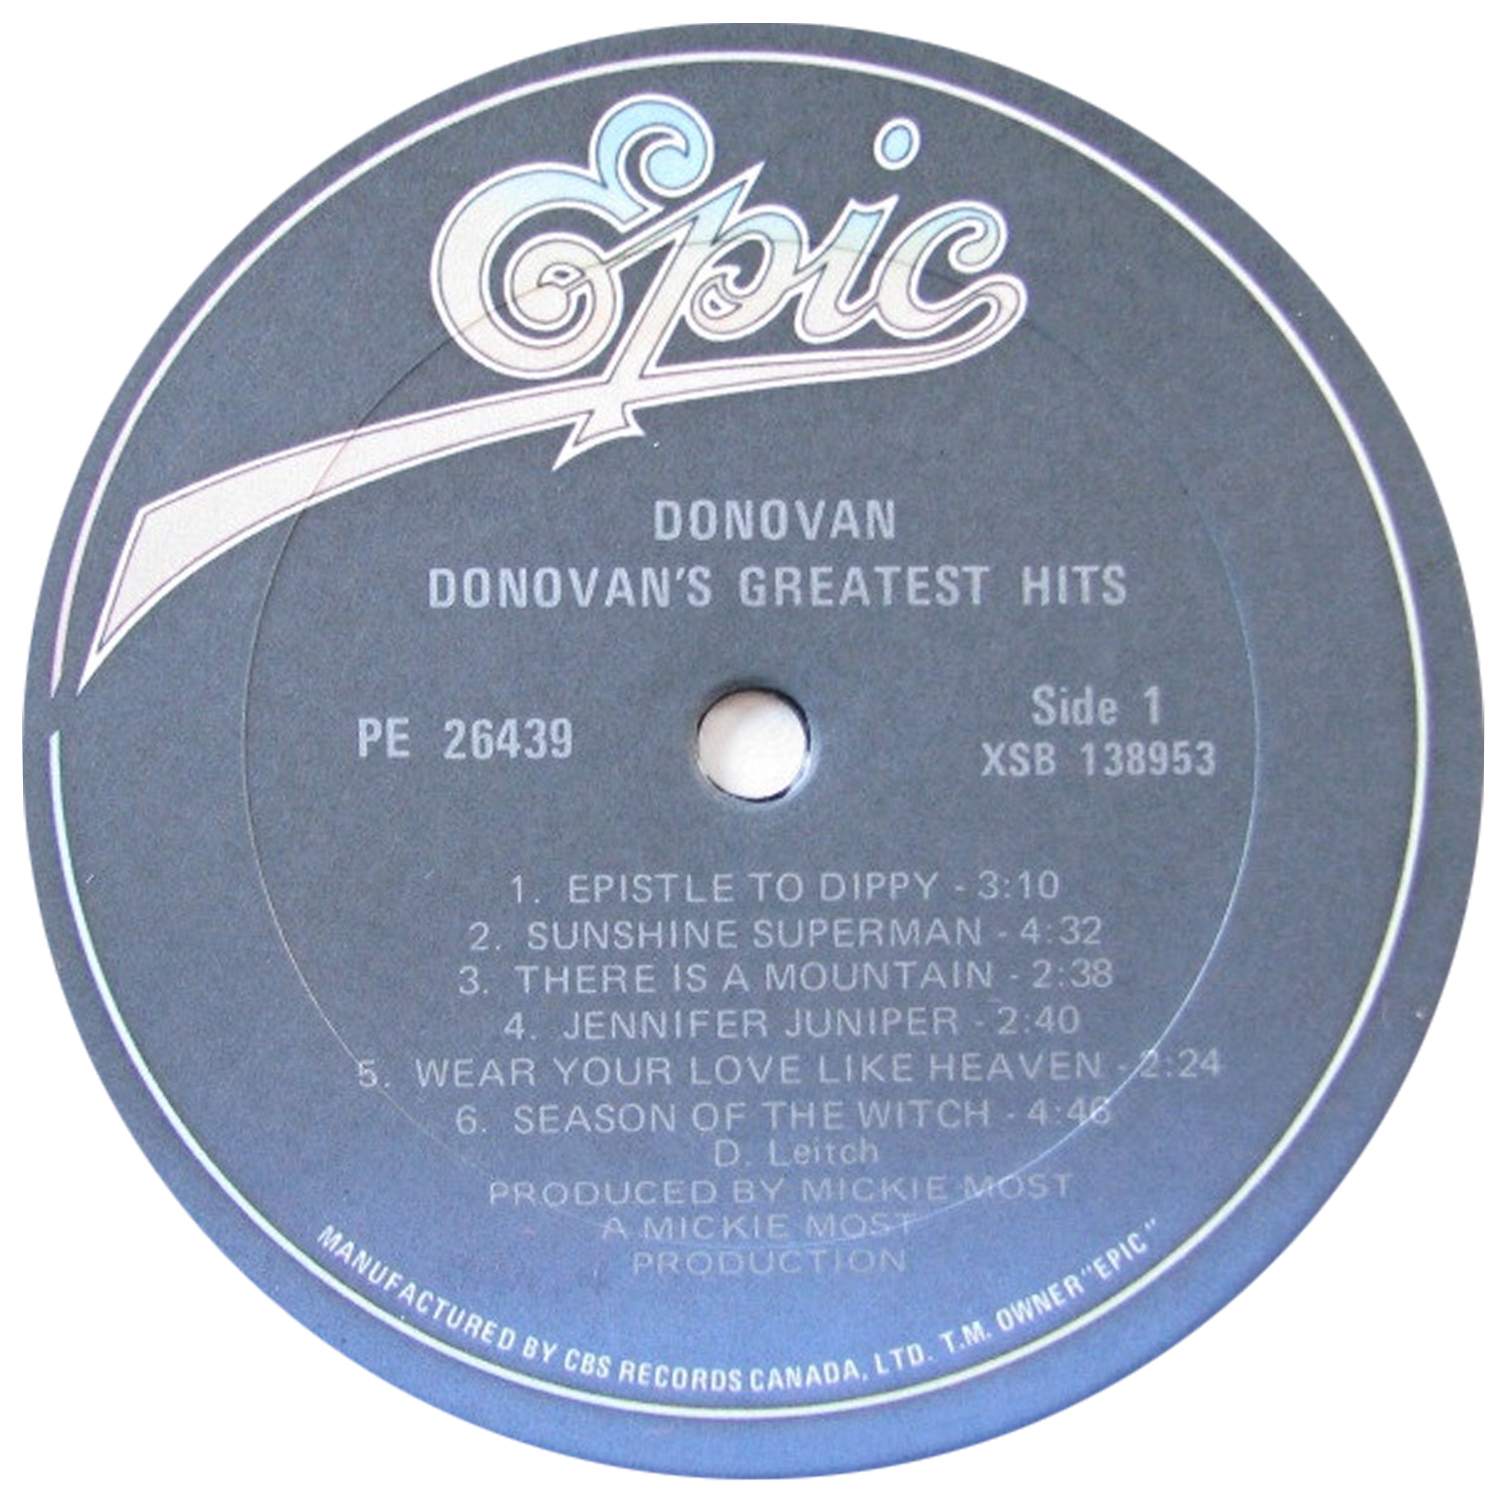 Epic
DONOVAN
DONOVAN'S GREATEST HITS
PE 26439
Side 1
XSB 138953
1. EPISTLE TO DIPPY - 3:10
2. SUNSHINE SUPERMAN - 4:32
3. THERE IS A MOUNTAIN - 2:38
4. JENNIFER JUNIPER - 2:40
5. WEAR YOUR LOVE LIKE HEAVEN - 2:24
6. SEASON OF THE WITCH - 4:46
D. Leitch
PRODUCED BY MICKIE MOST
A MICKIE MOST
PRODUCTION
MANUFACTURED BY CBS RECORDS CANADA, LTD. T.M. OWNER "EPIC"